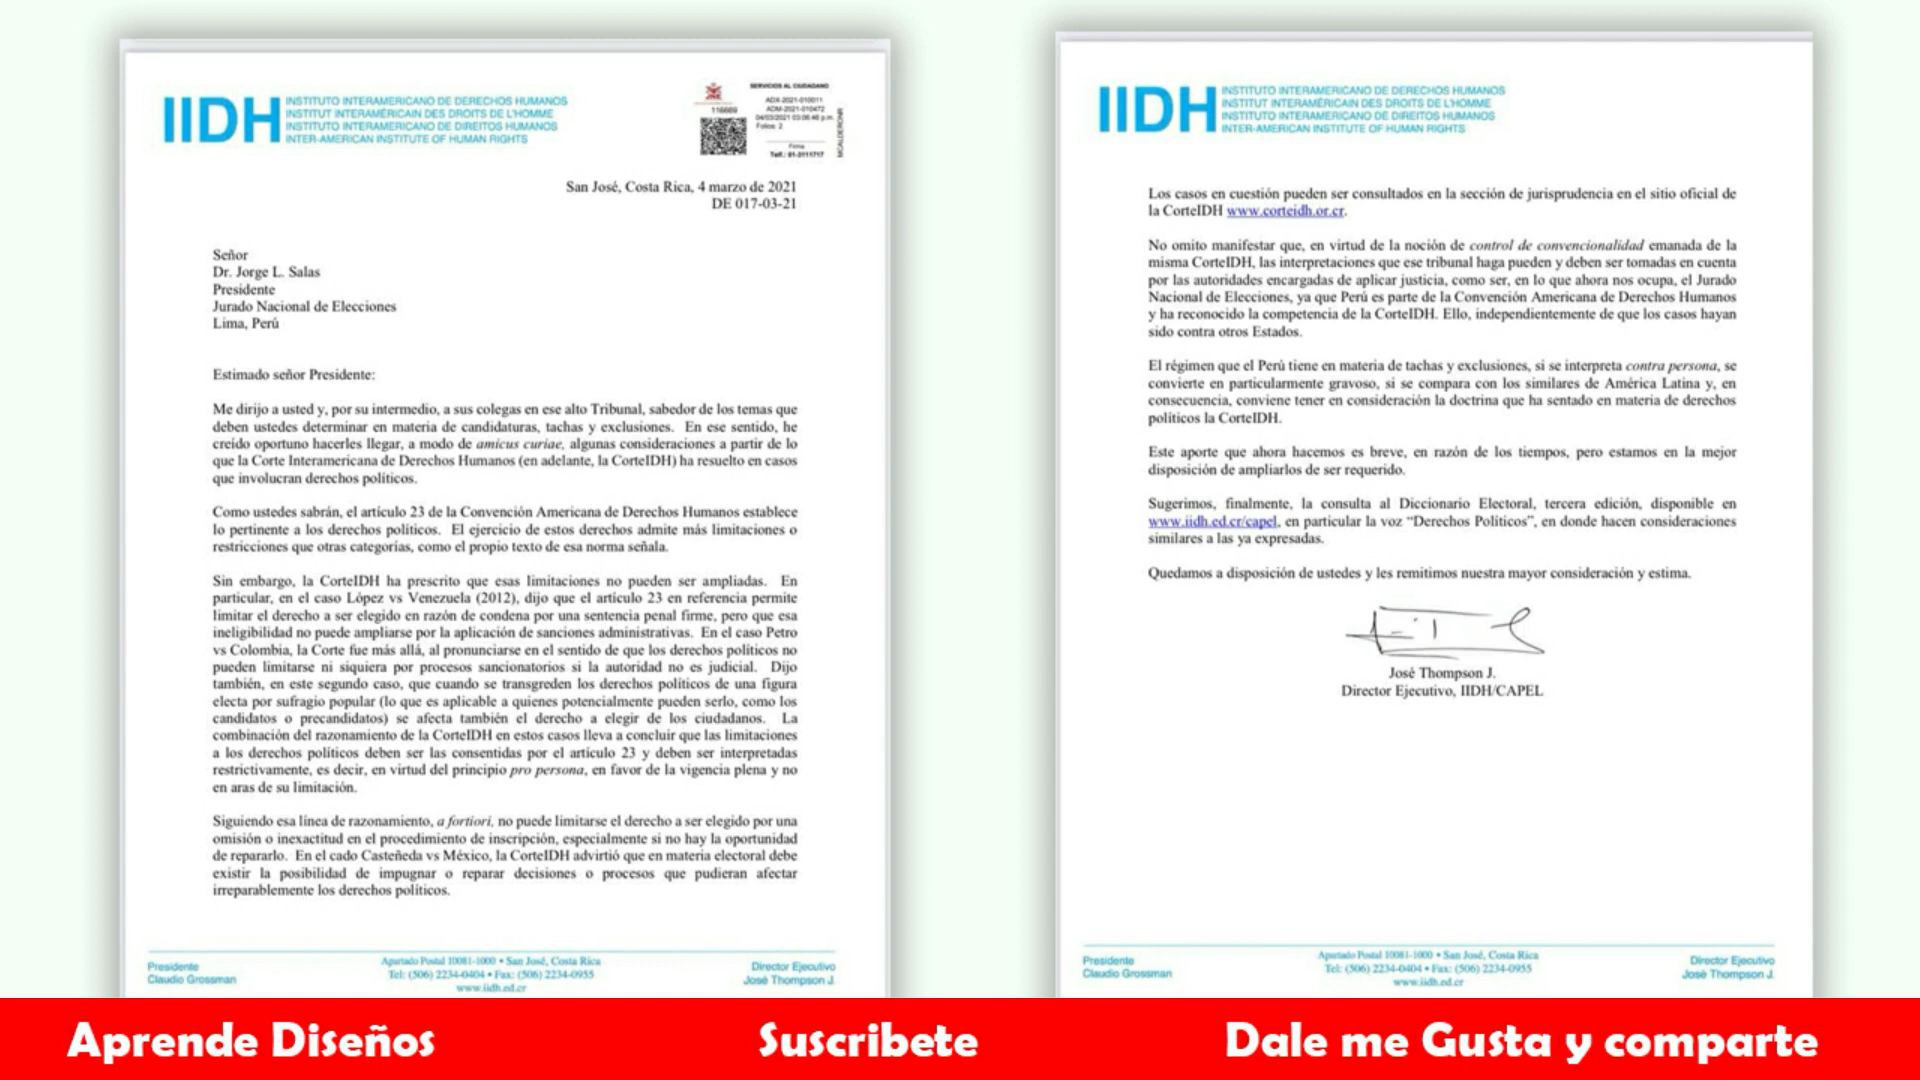 IIDH
INSTITUTO INTERAMERICANO DE DERECHOS HUMANOS
INSTITUT INTERAMÉRICAIN DES DROITS DE L'HOMME
INSTITUTO INTERAMERICANO DE DIREITOS HUMANOS
INTER-AMERICAN INSTITUTE OF HUMAN RIGHTS
SERVICIOS AL CIUDADANO
116669
ADX-2021-010011
ADM-2021-010472
04/03/2021 03:06:46 p.m.
Folios: 2
Firma
Telf.: 01-3111717
MCALDERONR
San José, Costa Rica, 4 marzo de 2021
DE 017-03-21
Señor
Dr. Jorge L. Salas
Presidente
Jurado Nacional de Elecciones
Lima, Perú
Estimado señor Presidente:
Me dirijo a usted y, por su intermedio, a sus colegas en ese alto Tribunal, sabedor de los temas que
deben ustedes determinar en materia de candidaturas, tachas y exclusiones. En ese sentido, he
creído oportuno hacerles llegar, a modo de amicus curiae, algunas consideraciones a partir de lo
que la Corte Interamericana de Derechos Humanos (en adelante, la CorteIDH) ha resuelto en casos
que involucran derechos políticos.
Como ustedes sabrán, el artículo 23 de la Convención Americana de Derechos Humanos establece
lo pertinente a los derechos políticos. El ejercicio de estos derechos admite más limitaciones o
restricciones que otras categorías, como el propio texto de esa norma señala.
Sin embargo, la CorteIDH ha prescrito que esas limitaciones no pueden ser ampliadas. En
particular, en el caso López vs Venezuela (2012), dijo que el artículo 23 en referencia permite
limitar el derecho a ser elegido en razón de condena por una sentencia penal firme, pero que esa
ineligibilidad no puede ampliarse por la aplicación de sanciones administrativas. En el caso Petro
vs Colombia, la Corte fue más allá, al pronunciarse en el sentido de que los derechos políticos no
pueden limitarse ni siquiera por procesos sancionatorios si la autoridad no es judicial. Dijo
también, en este segundo caso, que cuando se transgreden los derechos políticos de una figura
electa por sufragio popular (lo que es aplicable a quienes potencialmente pueden serlo, como los
candidatos o precandidatos) se afecta también el derecho a elegir de los ciudadanos. La
combinación del razonamiento de la CorteIDH en estos casos lleva a concluir que las limitaciones
a los derechos políticos deben ser las consentidas por el artículo 23 y deben ser interpretadas
restrictivamente, es decir, en virtud del principio pro persona, en favor de la vigencia plena y no
en aras de su limitación.
Siguiendo esa línea de razonamiento, a fortiori, no puede limitarse el derecho a ser elegido por una
omisión o inexactitud en el procedimiento de inscripción, especialmente si no hay la oportunidad
de repararlo. En el cado Casteñeda vs México, la CorteIDH advirtió que en materia electoral debe
existir la posibilidad de impugnar o reparar decisiones o procesos que pudieran afectar
irreparablemente los derechos políticos.
Presidente
Claudio Grossman
Apartado Postal 10081-1000 • San José, Costa Rica
Tel: (506) 2234-0404 • Fax: (506) 2234-0955
www.iidh.ed.cr
Director Ejecutivo
José Thompson J.
IIDH
INSTITUTO INTERAMERICANO DE DERECHOS HUMANOS
INSTITUT INTERAMÉRICAIN DES DROITS DE L'HOMME
INSTITUTO INTERAMERICANO DE DIREITOS HUMANOS
INTER-AMERICAN INSTITUTE OF HUMAN RIGHTS
Los casos en cuestión pueden ser consultados en la sección de jurisprudencia en el sitio oficial de
la CorteIDH www.corteidh.or.cr.
No omito manifestar que, en virtud de la noción de control de convencionalidad emanada de la
misma CorteIDH, las interpretaciones que ese tribunal haga pueden y deben ser tomadas en cuenta
por las autoridades encargadas de aplicar justicia, como ser, en lo que ahora nos ocupa, el Jurado
Nacional de Elecciones, ya que Perú es parte de la Convención Americana de Derechos Humanos
y ha reconocido la competencia de la CorteIDH. Ello, independientemente de que los casos hayan
sido contra otros Estados.
El régimen que el Perú tiene en materia de tachas y exclusiones, si se interpreta contra persona, se
convierte en particularmente gravoso, si se compara con los similares de América Latina y, en
consecuencia, conviene tener en consideración la doctrina que ha sentado en materia de derechos
políticos la CorteIDH.
Este aporte que ahora hacemos es breve, en razón de los tiempos, pero estamos en la mejor
disposición de ampliarlos de ser requerido.
Sugerimos, finalmente, la consulta al Diccionario Electoral, tercera edición, disponible en
www.iidh.ed.cr/capel, en particular la voz “Derechos Políticos”, en donde hacen consideraciones
similares a las ya expresadas.
Quedamos a disposición de ustedes y les remitimos nuestra mayor consideración y estima.
José Thompson J.
Director Ejecutivo, IIDH/CAPEL
Presidente
Claudio Grossman
Apartado Postal 10081-1000 • San José, Costa Rica
Tel: (506) 2234-0404 • Fax: (506) 2234-0955
www.iidh.ed.cr
Director Ejecutivo
José Thompson J.
Aprende Diseños
Suscribete
Dale me Gusta y comparte